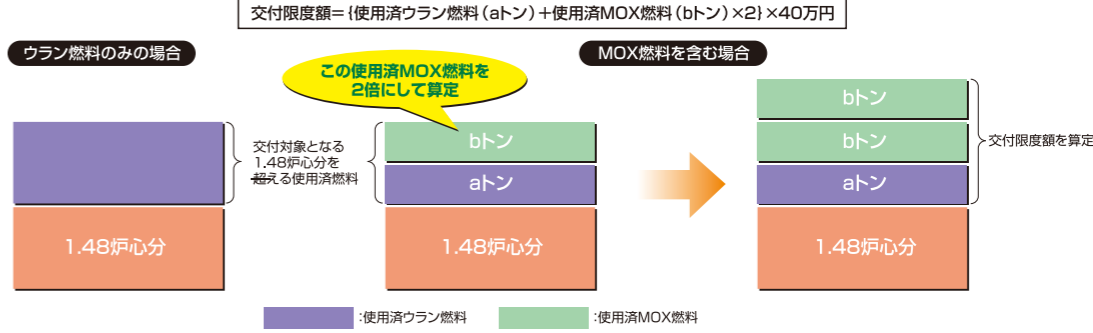 交付限度額={使用済ウラン燃料(aトン)+使用済MOX燃料(bトン)×2}×40万円
ウラン燃料のみの場合
MOX燃料を含む場合
この使用済MOX燃料を
2倍にして算定
交付対象となる
1.48炉心分を
超える使用済燃料
bトン
aトン
bトン
bトン
aトン
交付限度額を算定
1.48炉心分
1.48炉心分
1.48炉心分
:使用済ウラン燃料
:使用済MOX燃料